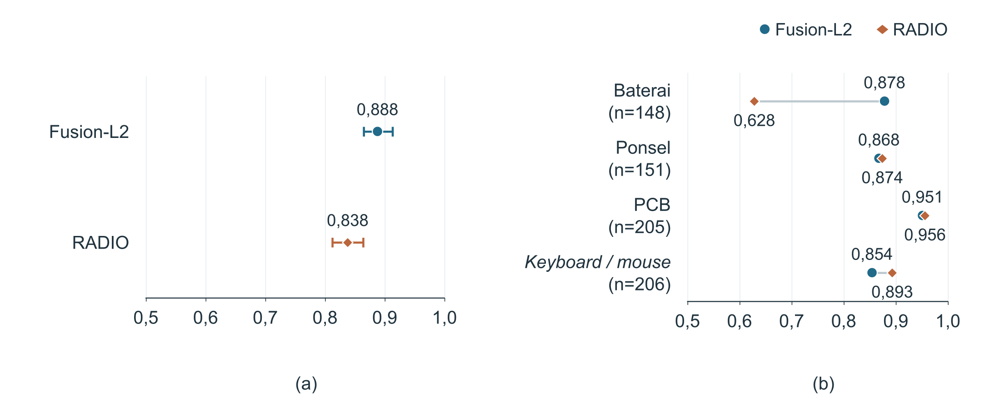 Fusion-L2
RADIO
0,888
0,838
Fusion-L2
RADIO
0,5 0,6 0,7 0,8 0,9 1,0
(a)
Baterai
(n=148)
0,878
0,628
Ponsel
(n=151)
0,868
0,874
PCB
(n=205)
0,951
0,956
Keyboard / mouse
(n=206)
0,854
0,893
0,5 0,6 0,7 0,8 0,9 1,0
(b)